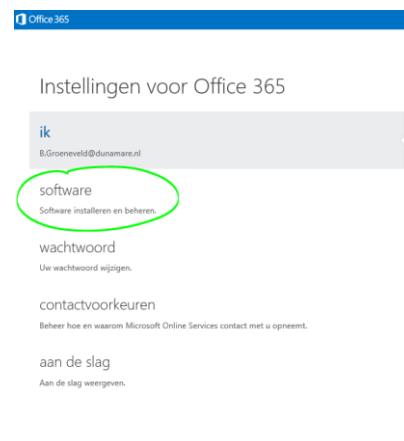 Office 365
Instellingen voor Office 365
ik
B.Groeneveld@dunamare.nl
software
Software installeren en beheren.
wachtwoord
Uw wachtwoord wijzigen.
contactvoorkeuren
Beheer hoe en waarom Microsoft Online Services contact met u opneemt.
aan de slag
Aan de slag weergeven.